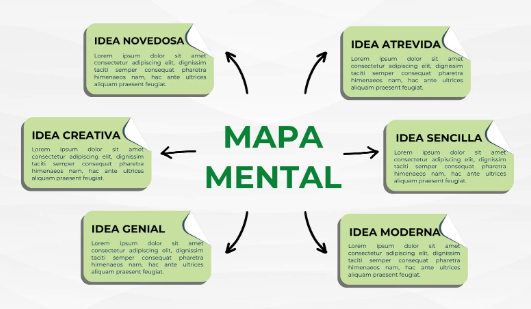 IDEA NOVEDOSA
Lorem ipsum dolor sit amet
consectetur adipiscing elit, dignissim
taciti semper consequat pharetra
himenaeos nam, hac ante ultrices
aliquam praesent feugiat.
IDEA ATREVIDA
Lorem ipsum dolor sit amet
consectetur adipiscing elit, dignissim
taciti semper consequat pharetra
himenaeos nam, hac ante ultrices
aliquam praesent feugiat.
IDEA CREATIVA
Lorem ipsum dolor sit amet
consectetur adipiscing elit, dignissim
taciti semper consequat pharetra
himenaeos nam, hac ante ultrices
aliquam praesent feugiat.
MAPA
MENTAL
IDEA SENCILLA
Lorem ipsum dolor sit amet
consectetur adipiscing elit, dignissim
taciti semper consequat pharetra
himenaeos nam, hac ante ultrices
aliquam praesent feugiat.
IDEA GENIAL
Lorem ipsum dolor sit amet
consectetur adipiscing elit, dignissim
taciti semper consequat pharetra
himenaeos nam, hac ante ultrices
aliquam praesent feugiat.
IDEA MODERNA
Lorem ipsum dolor sit amet
consectetur adipiscing elit, dignissim
taciti semper consequat pharetra
himenaeos nam, hac ante ultrices
aliquam praesent feugiat.